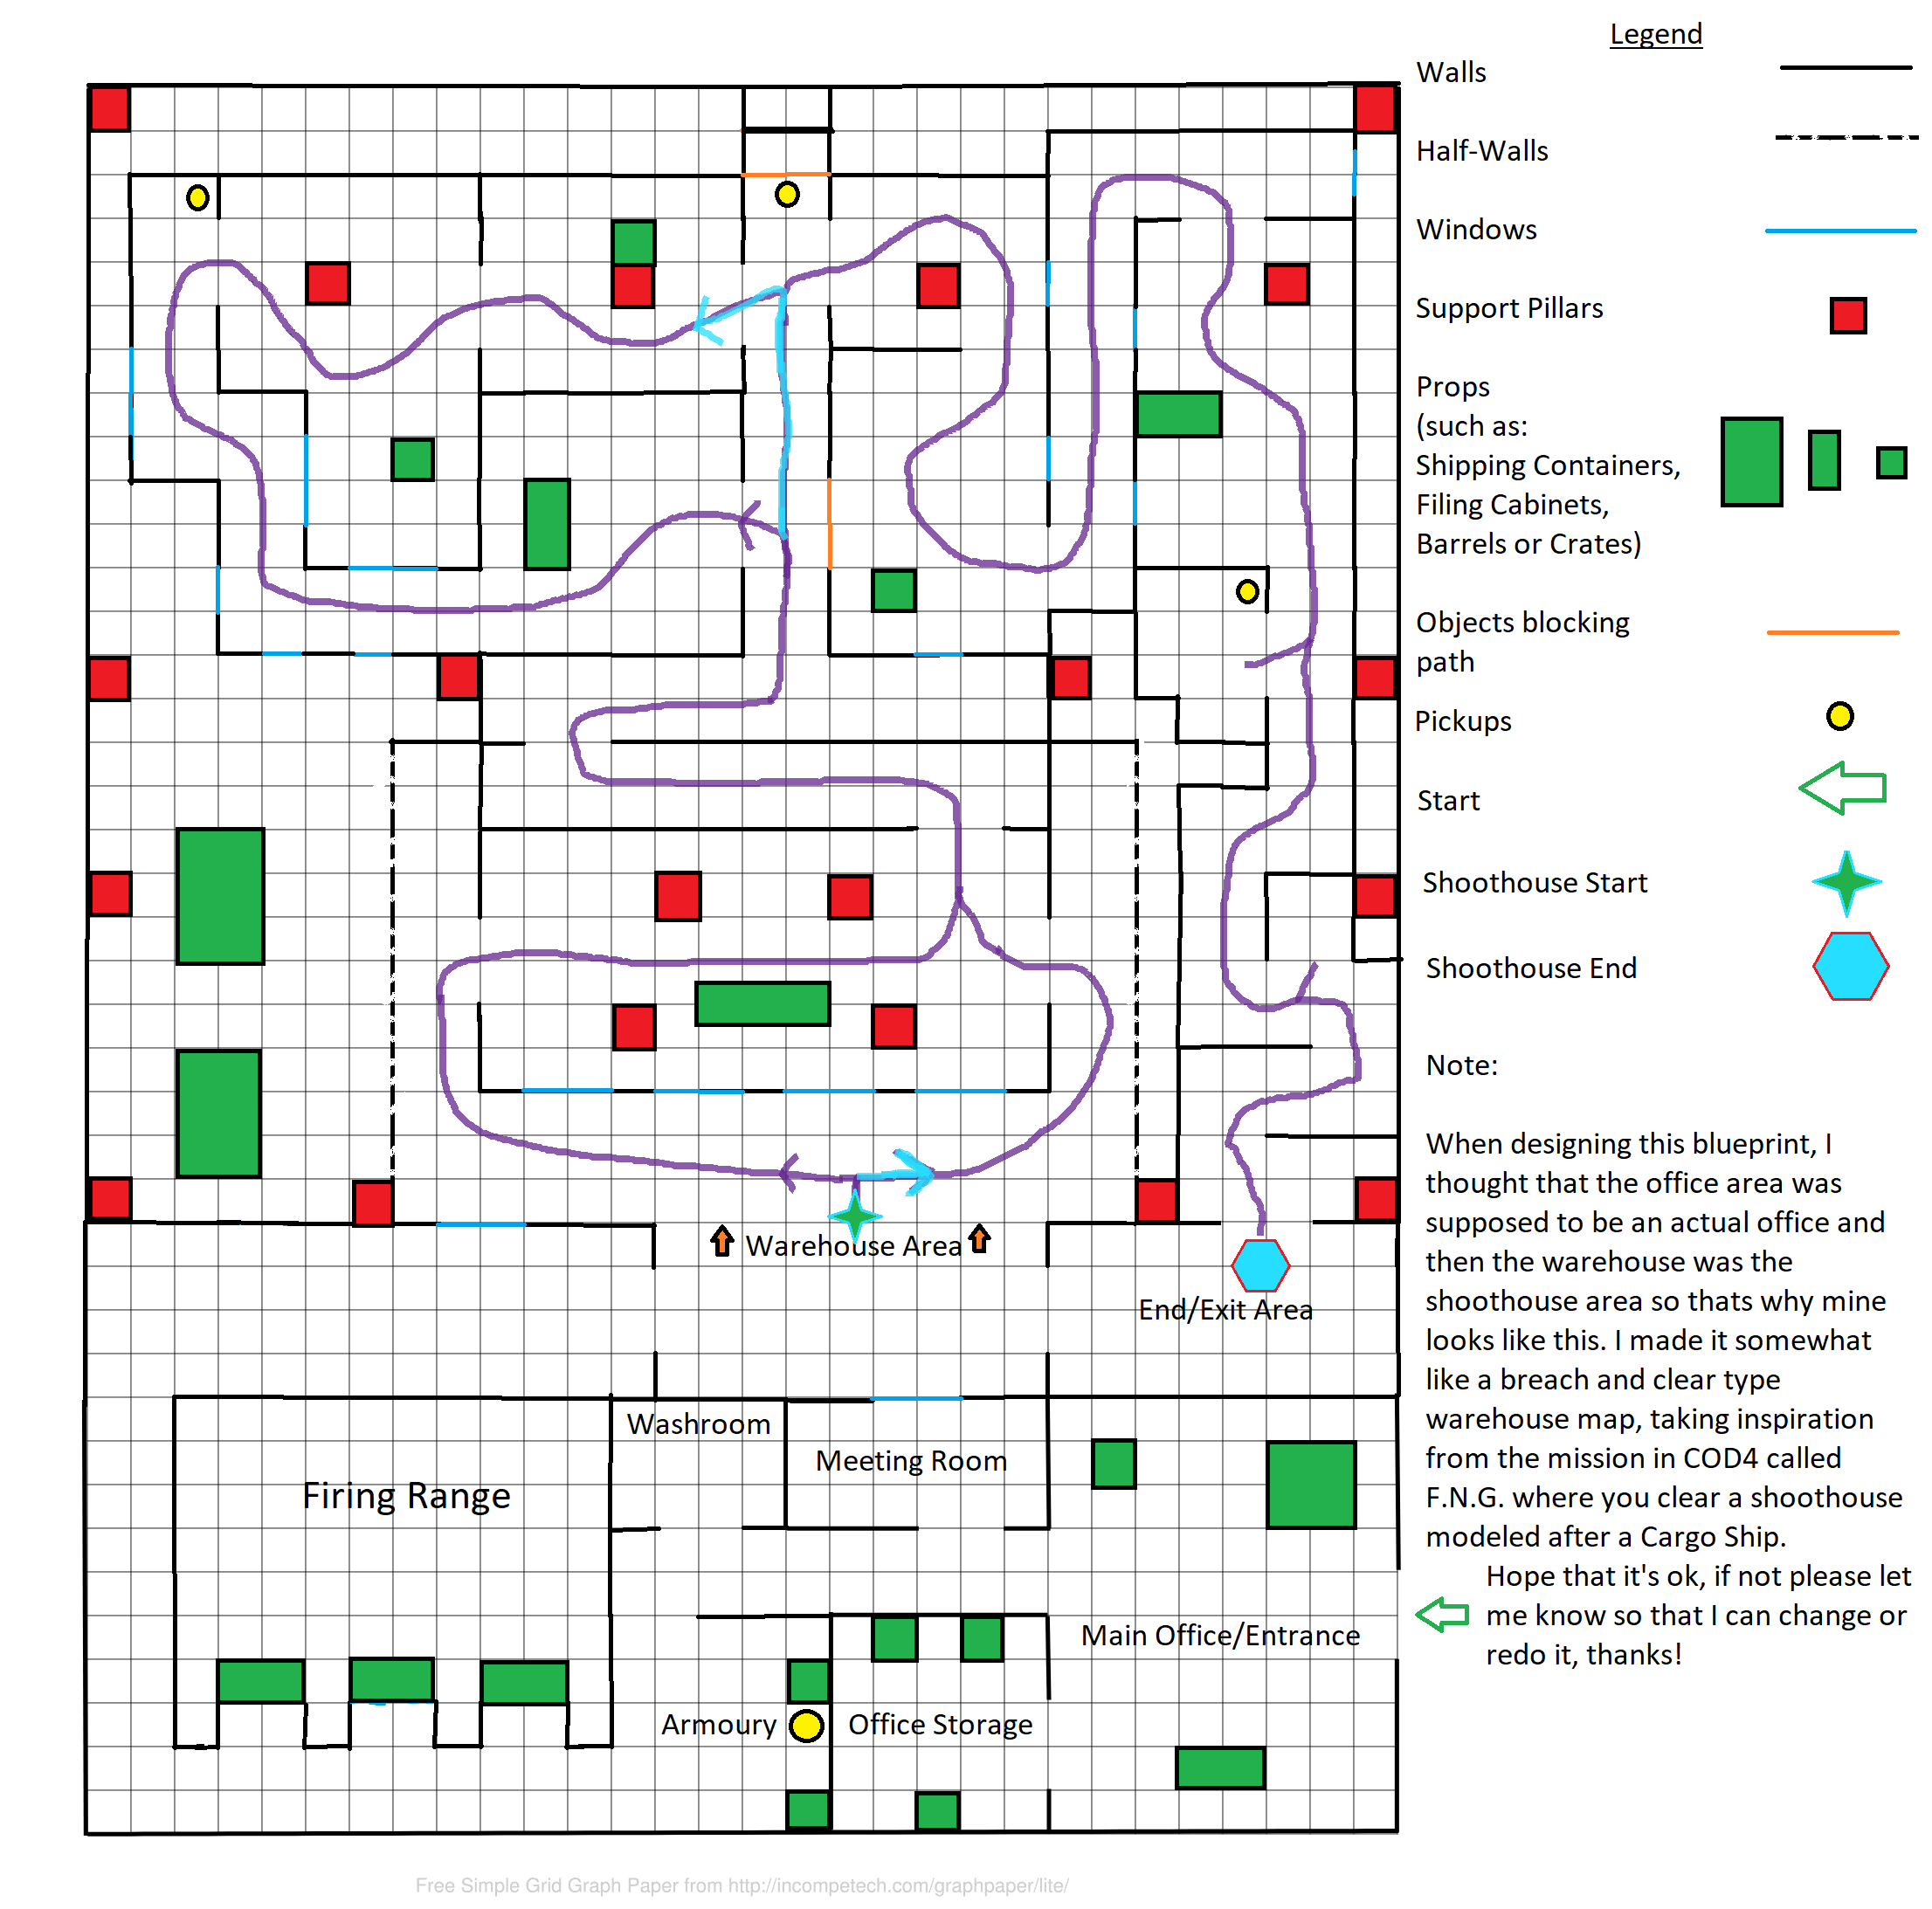 Legend
Walls
Half-Walls
Windows
Support Pillars
Props
(such as:
Shipping Containers,
Filing Cabinets,
Barrels or Crates)
Objects blocking
path
Pickups
Start
Shoothouse Start
Shoothouse End
Note:
When designing this blueprint, I
thought that the office area was
supposed to be an actual office and
then the warehouse was the
shoothouse area so thats why mine
looks like this. I made it somewhat
like a breach and clear type
warehouse map, taking inspiration
from the mission in COD4 called
F.N.G. where you clear a shoothouse
modeled after a Cargo Ship.
Hope that it's ok, if not please let
me know so that I can change or
redo it, thanks!
Warehouse Area
End/Exit Area
Washroom
Meeting Room
Firing Range
Main Office/Entrance
Armoury
Office Storage
Free Simple Grid Graph Paper from http://incompetech.com/graphpaper/lite/